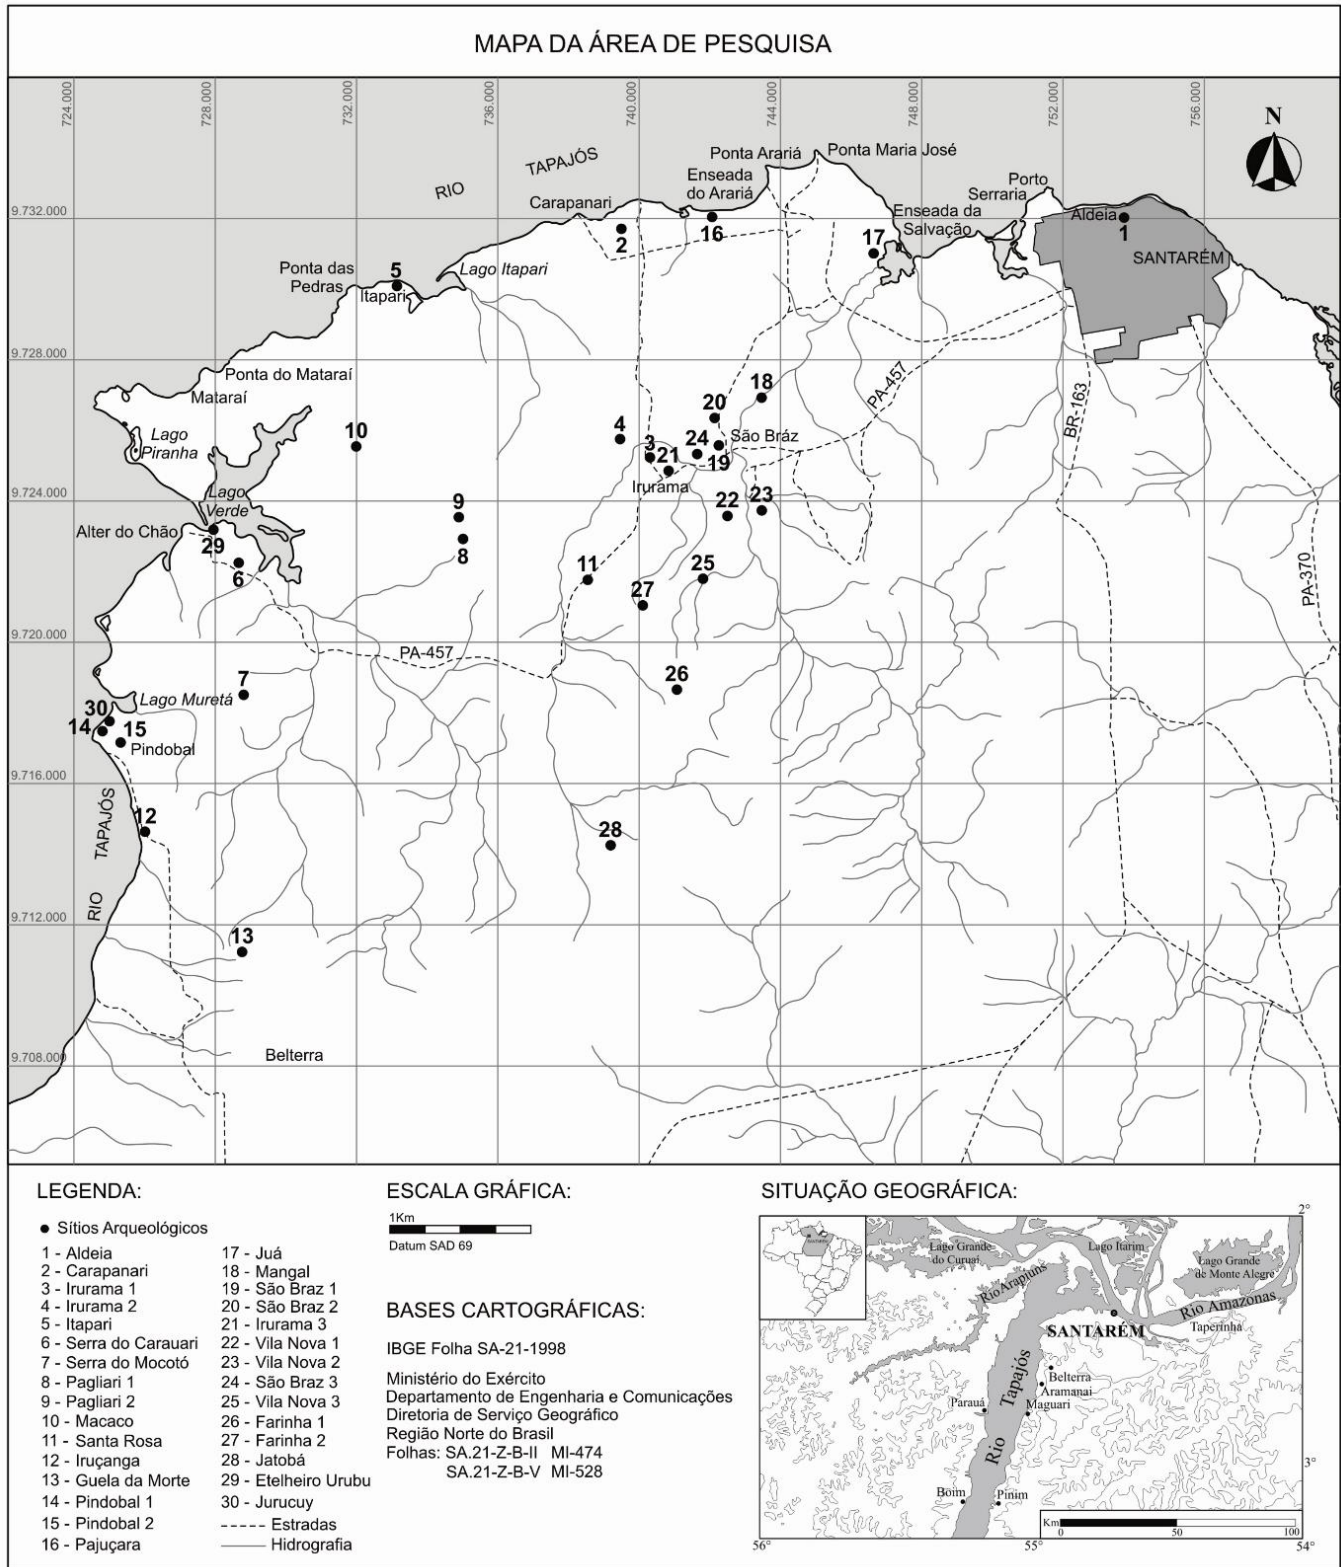 MAPA DA ÁREA DE PESQUISA
724.000
728.000
732.000
736.000
740.000
744.000
748.000
752.000
756.000
N
RIO TAPAJÓS
Ponta Arariá
Ponta Maria José
Enseada do Arariá
Porto Serraria
Carapanari
Enseada da Salvação
Aldeia
9.732.000
2
16
17
1
SANTARÉM
Ponta das Pedras
5
Itapari
Lago Itapari
9.728.000
Ponta do Mataraí
Mataraí
PA-457
BR-163
18
20
4
10
3
24
São Bráz
21
19
Lago Piranha
Irurama
9.724.000
Lago Verde
9
22
23
Alter do Chão
29
8
6
11
25
27
PA-370
9.720.000
PA-457
7
26
Lago Muretá
30
14
15
Pindobal
9.716.000
12
28
RIO TAPAJÓS
9.712.000
13
Belterra
9.708.000
LEGENDA:
Sítios Arqueológicos
1 - Aldeia
2 - Carapanari
3 - Irurama 1
4 - Irurama 2
5 - Itapari
6 - Serra do Carauari
7 - Serra do Mocotó
8 - Pagliari 1
9 - Pagliari 2
10 - Macaco
11 - Santa Rosa
12 - Iruçanga
13 - Guela da Morte
14 - Pindobal 1
15 - Pindobal 2
16 - Pajuçara
17 - Juá
18 - Mangal
19 - São Braz 1
20 - São Braz 2
21 - Irurama 3
22 - Vila Nova 1
23 - Vila Nova 2
24 - São Braz 3
25 - Vila Nova 3
26 - Farinha 1
27 - Farinha 2
28 - Jatobá
29 - Etelheiro Urubu
30 - Jurucuy
Estradas
Hidrografia
ESCALA GRÁFICA:
1Km
Datum SAD 69
BASES CARTOGRÁFICAS:
IBGE Folha SA-21-1998
Ministério do Exército
Departamento de Engenharia e Comunicações
Diretoria de Serviço Geográfico
Região Norte do Brasil
Folhas: SA.21-Z-B-II MI-474
SA.21-Z-B-V MI-528
SITUAÇÃO GEOGRÁFICA:
2°
Lago Grande do Curuai
Lago Itarim
Lago Grande de Monte Alegre
Rio Arapiuns
Rio Amazonas
SANTARÉM
Taperinha
Rio Tapajós
Belterra
Aramanai
Parauá
Maguari
3°
Boim
Pinim
Km
0
50
100
56°
55°
54°